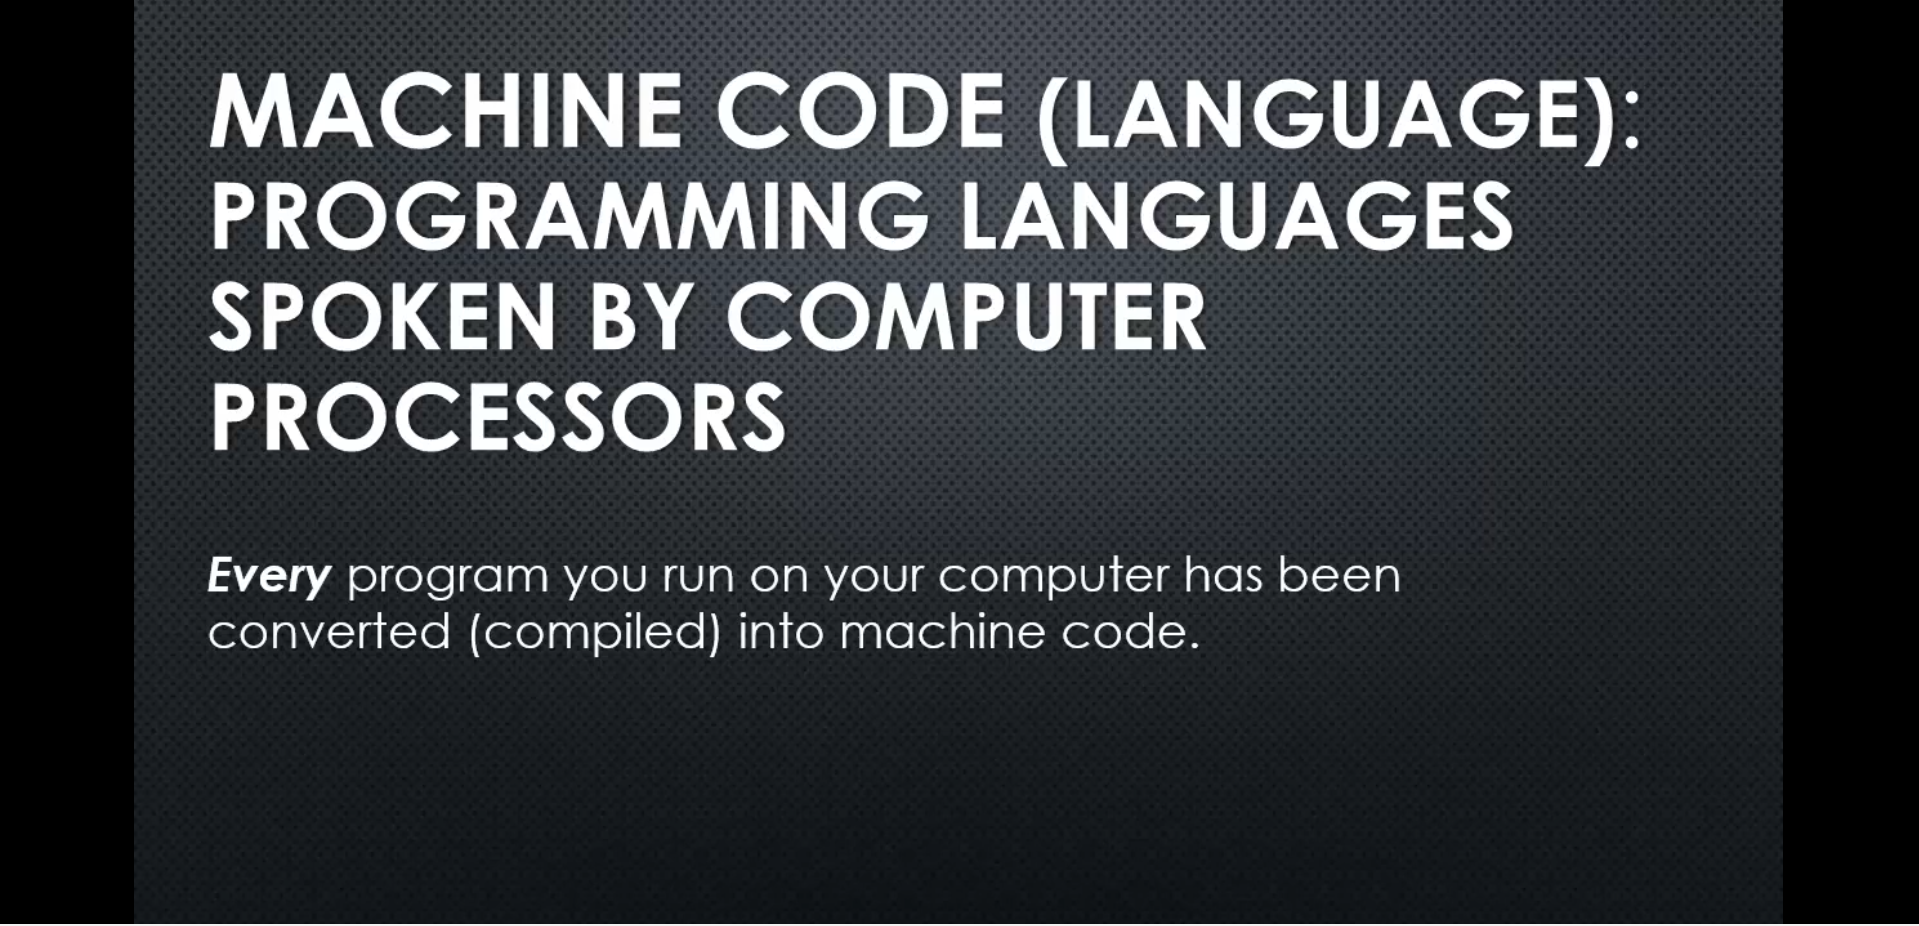 MACHINE CODE (LANGUAGE):
PROGRAMMING LANGUAGES
SPOKEN BY COMPUTER
PROCESSORS
Every program you run on your computer has been
converted (compiled) into machine code.